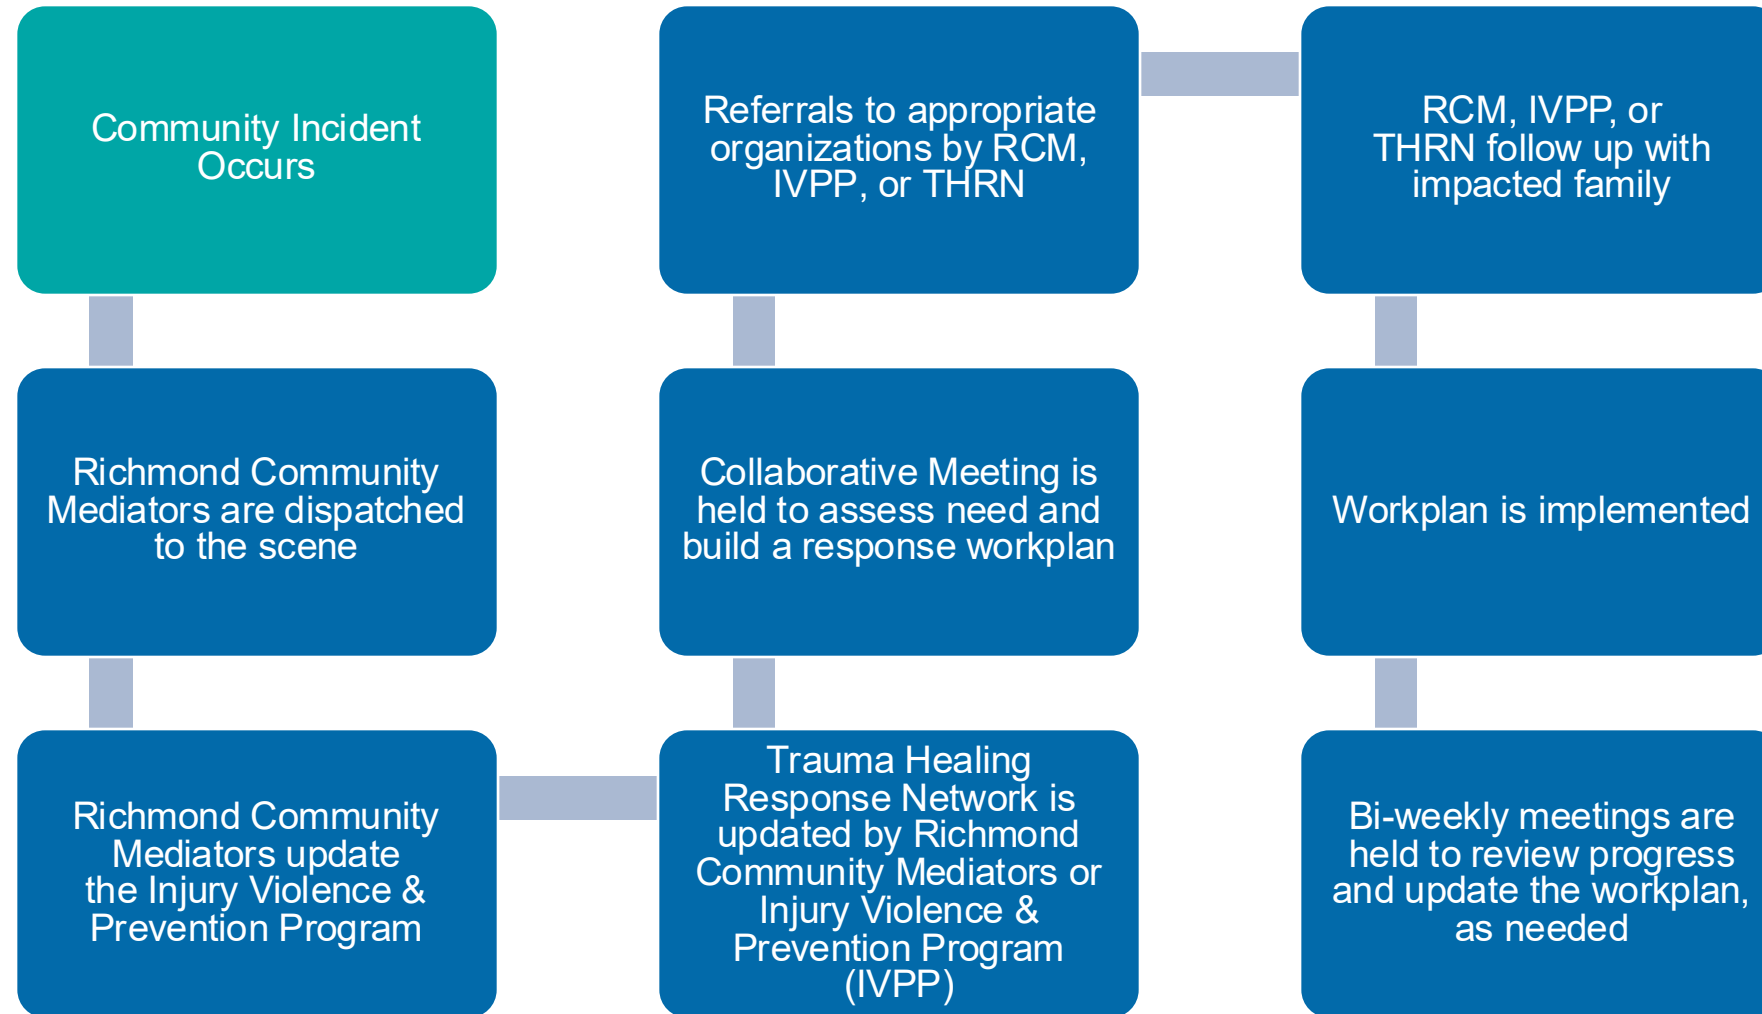 Community Incident
Occurs
Richmond Community
Mediators are dispatched
to the scene
Richmond Community
Mediators update
the Injury Violence &
Prevention Program
Trauma Healing
Response Network is
updated by Richmond
Community Mediators or
Injury Violence &
Prevention Program
(IVPP)
Collaborative Meeting is
held to assess need and
build a response workplan
Referrals to appropriate
organizations by RCM,
IVPP, or THRN
RCM, IVPP, or
THRN follow up with
impacted family
Workplan is implemented
Bi-weekly meetings are
held to review progress
and update the workplan,
as needed